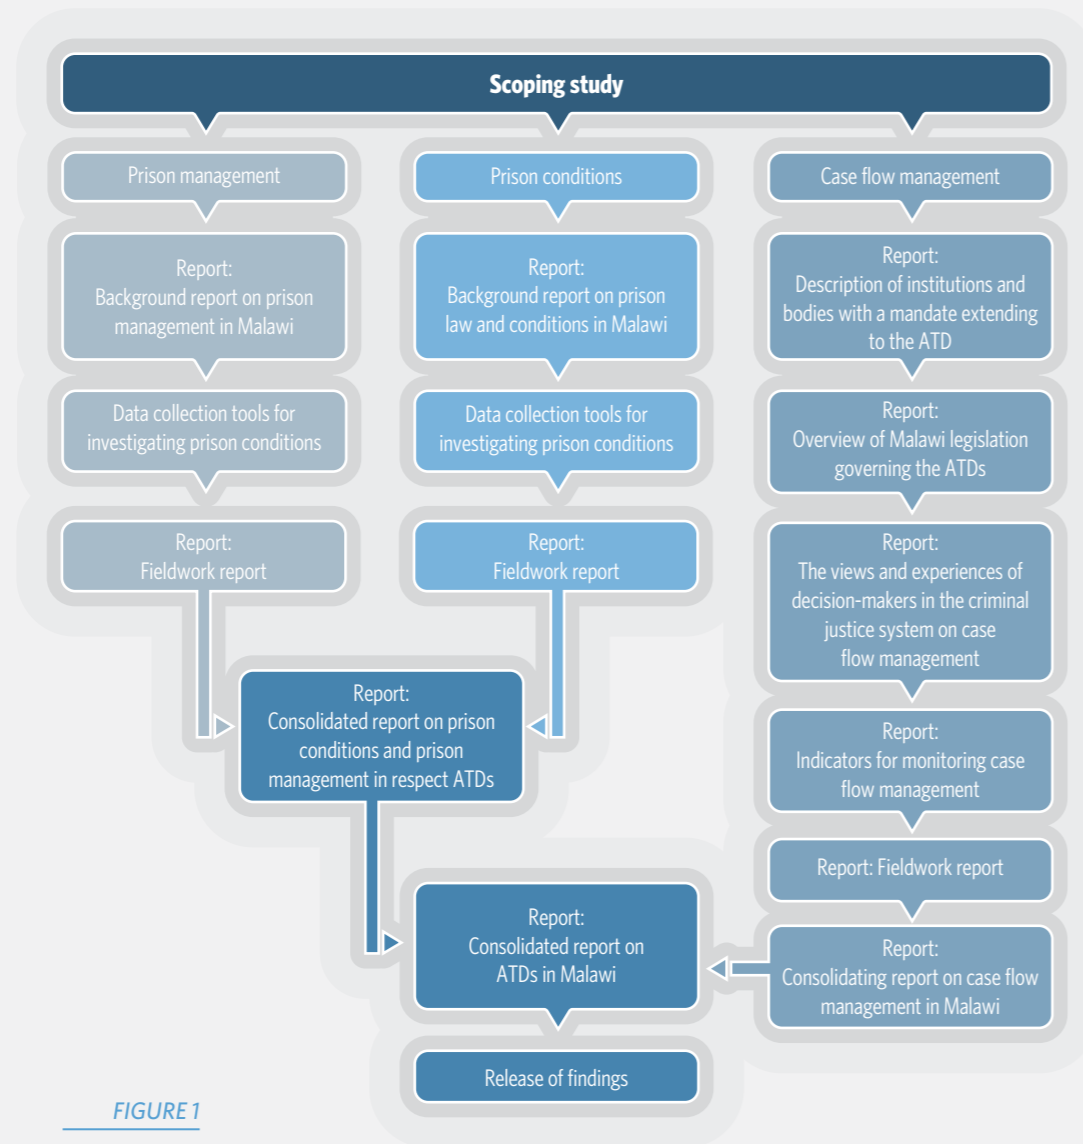 Scoping study
Prison management
Report:
Background report on prison
management in Malawi
Data collection tools for
investigating prison conditions
Report:
Fieldwork report
Prison conditions
Report:
Background report on prison
law and conditions in Malawi
Data collection tools for
investigating prison conditions
Report:
Fieldwork report
Report:
Consolidated report on prison
conditions and prison
management in respect ATDs
Case flow management
Report:
Description of institutions and
bodies with a mandate extending
to the ATD
Report:
Overview of Malawi legislation
governing the ATDs
Report:
The views and experiences of
decision-makers in the criminal
justice system on case
flow management
Report:
Indicators for monitoring case
flow management
Report: Fieldwork report
Report:
Consolidating report on case flow
management in Malawi
Report:
Consolidated report on
ATDs in Malawi
Release of findings
FIGURE 1